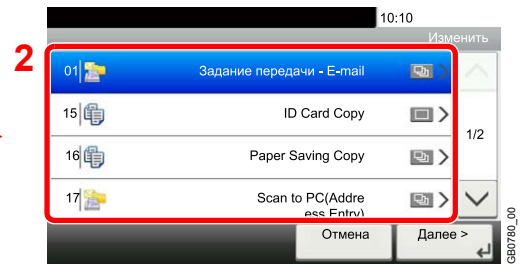 10:10
Изменить
2
01 Задание передачи - E-mail
15 ID Card Copy
16 Paper Saving Copy
1/2
17 Scan to PC(Addre
ess Entry)
Отмена
Далее >
GB0780_00